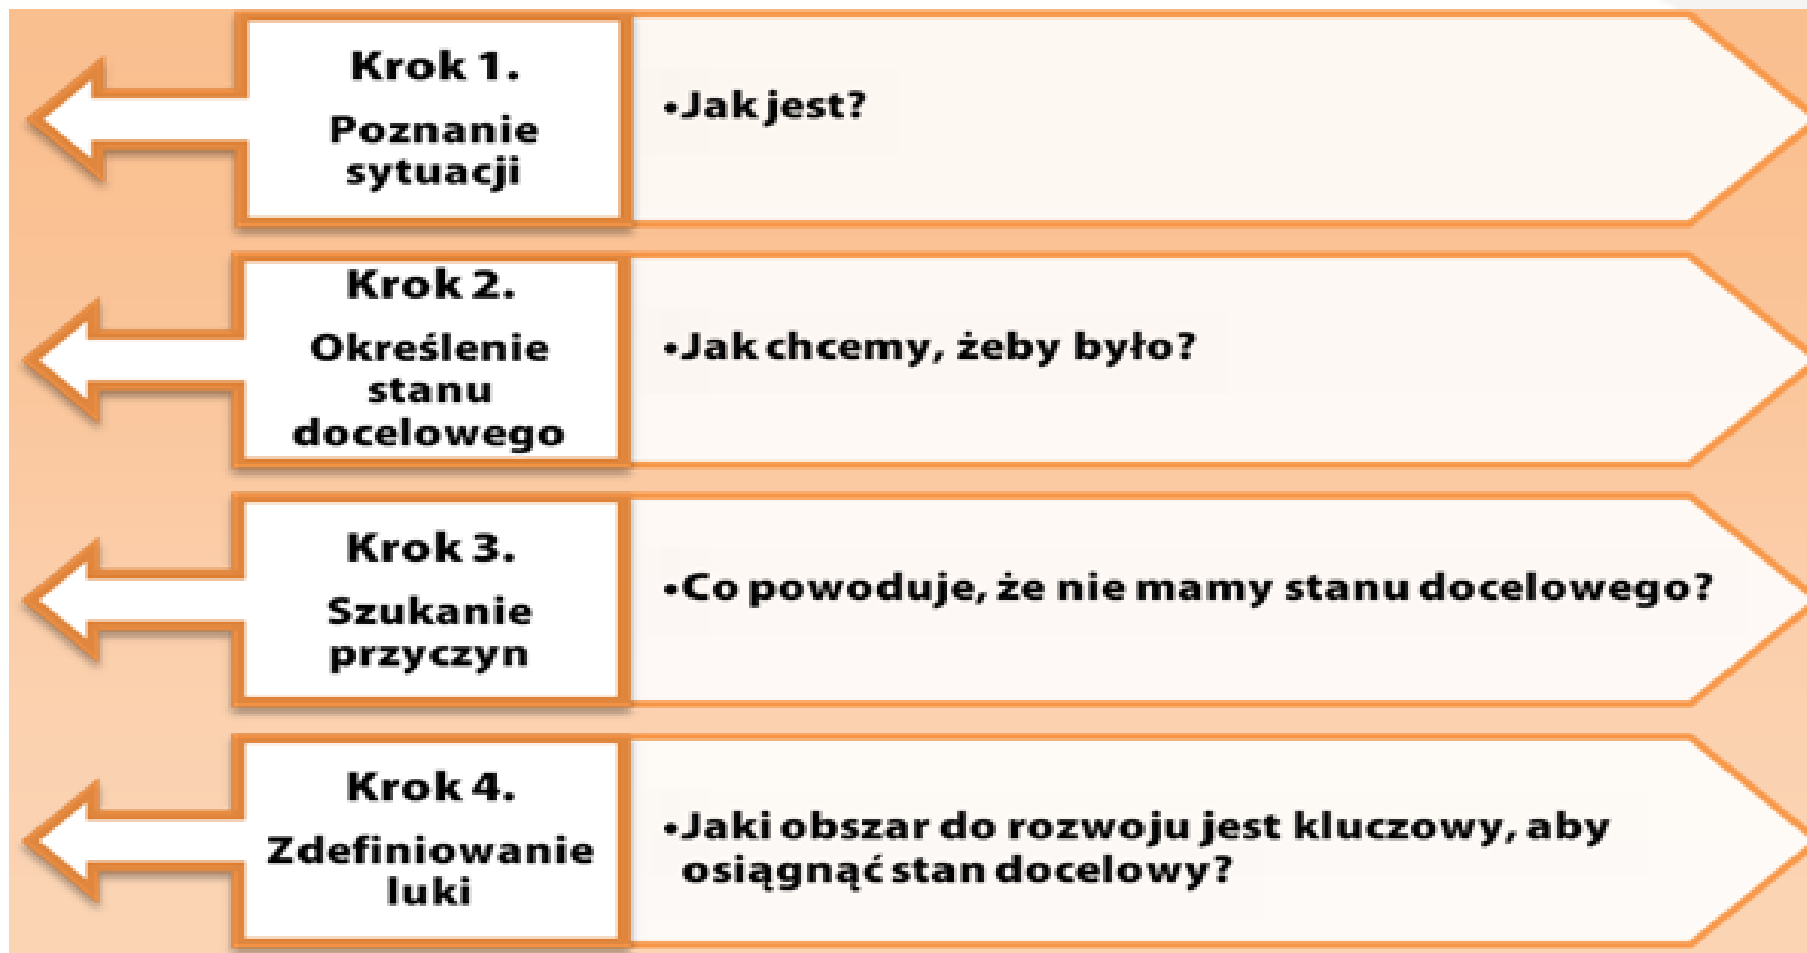 Krok 1.
Poznanie
sytuacji
•Jak jest?
Krok 2.
Określenie
stanu
docelowego
•Jak chcemy, żeby było?
Krok 3.
Szukanie
przyczyn
•Co powoduje, że nie mamy stanu docelowego?
Krok 4.
Zdefiniowanie
luki
•Jaki obszar do rozwoju jest kluczowy, aby
osiągnąć stan docelowy?